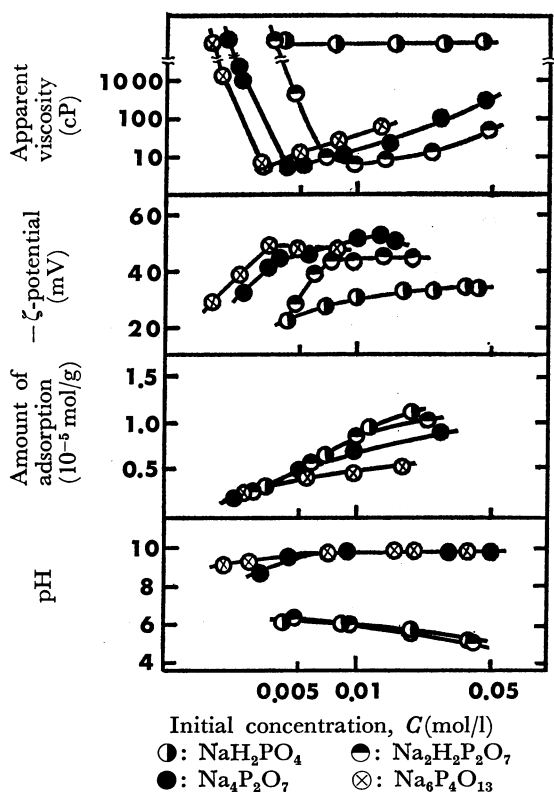 Apparent
viscosity
(cP)
1000
100
10
−ζ-potential
(mV)
60
40
20
Amount of
adsorption
(10⁻⁵ mol/g)
1.5
1.0
0.5
pH
10
8
6
4
0.005 0.01 0.05
Initial concentration, C(mol/l)
◑: NaH₂PO₄ ◓: Na₂H₂P₂O₇
●: Na₄P₂O₇ ⊗: Na₆P₄O₁₃